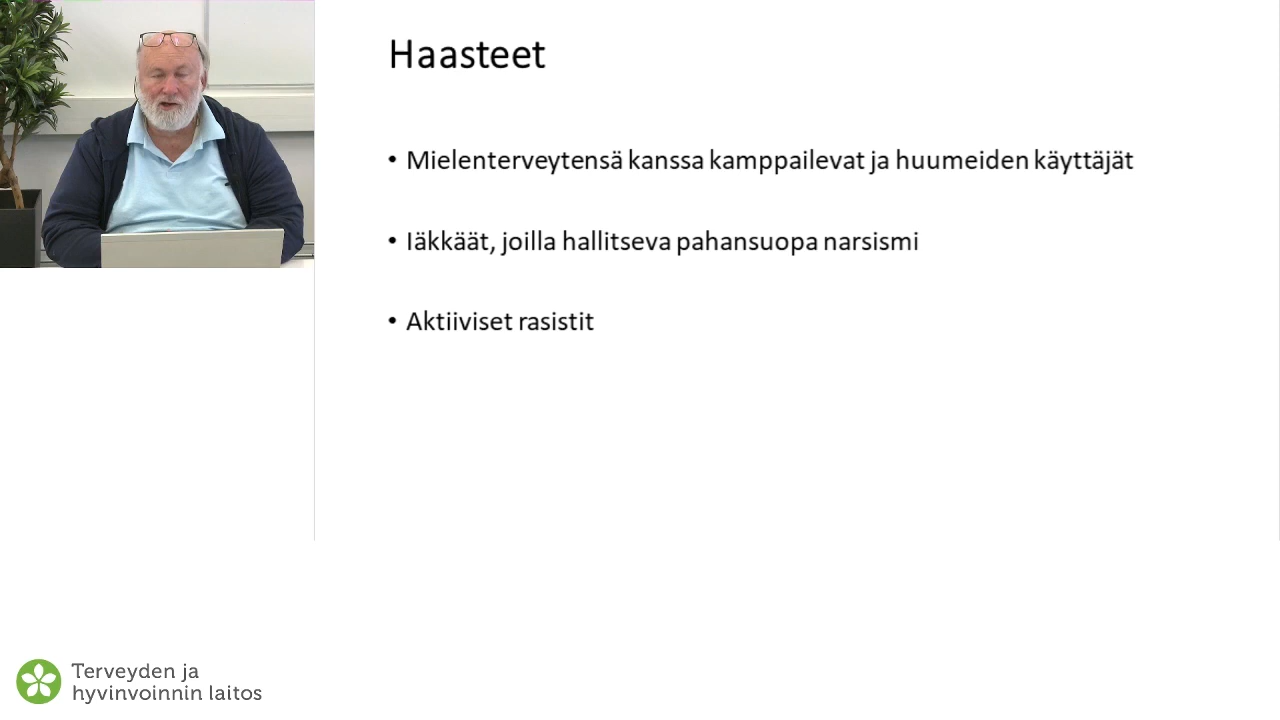 Haasteet
• Mielenterveytensä kanssa kamppailevat ja huumeiden käyttäjät
• Iäkkäät, joilla hallitseva pahansuopa narsismi
• Aktiiviset rasistit
Terveyden ja
hyvinvoinnin laitos